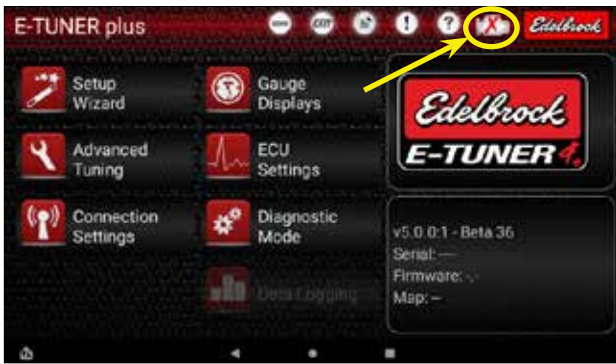 E-TUNER plus
EXIT
!
?
X
Edelbrock
Setup
Wizard
Gauge
Displays
Advanced
Tuning
ECU
Settings
Connection
Settings
Diagnostic
Mode
Data Logging
Edelbrock
E-TUNER 4+
v5.0.0:1 - Beta 36
Serial: ---
Firmware: -.-
Map: --